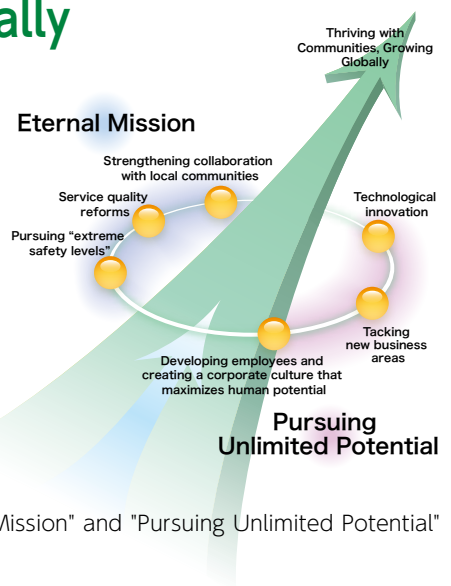 ally
Thriving with
Communities, Growing
Globally
Eternal Mission
Strengthening collaboration
with local communities
Service quality
reforms
Pursuing “extreme
safety levels”
Technological
innovation
Tacking
new business
areas
Developing employees and
creating a corporate culture that
maximizes human potential
Pursuing
Unlimited Potential
Mission" and "Pursuing Unlimited Potential"